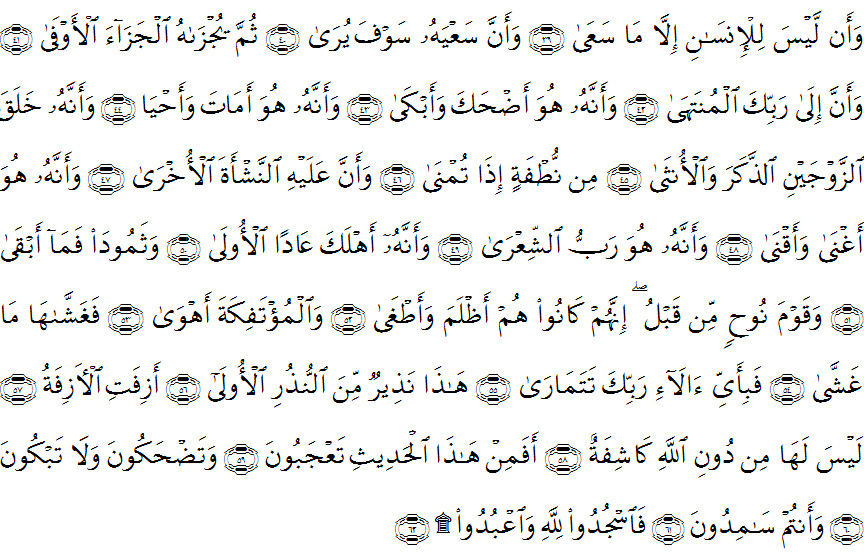 وَأَن لَّيْسَ لِلْإِنسَـٰنِ إِلَّا مَا سَعَىٰ ﴿٣٩﴾ وَأَنَّ سَعْيَهُۥ سَوْفَ يُرَىٰ ﴿٤٠﴾ ثُمَّ يُجْزَىٰهُ ٱلْجَزَآءَ ٱلْأَوْفَىٰ ﴿٤١﴾
وَأَنَّ إِلَىٰ رَبِّكَ ٱلْمُنتَهَىٰ ﴿٤٢﴾ وَأَنَّهُۥ هُوَ أَضْحَكَ وَأَبْكَىٰ ﴿٤٣﴾ وَأَنَّهُۥ هُوَ أَمَاتَ وَأَحْيَا ﴿٤٤﴾ وَأَنَّهُۥ خَلَقَ
ٱلزَّوْجَيْنِ ٱلذَّكَرَ وَٱلْأُنثَىٰ ﴿٤٥﴾ مِن نُّطْفَةٍ إِذَا تُمْنَىٰ ﴿٤٦﴾ وَأَنَّ عَلَيْهِ ٱلنَّشْأَةَ ٱلْأُخْرَىٰ ﴿٤٧﴾ وَأَنَّهُۥ هُوَ
أَغْنَىٰ وَأَقْنَىٰ ﴿٤٨﴾ وَأَنَّهُۥ هُوَ رَبُّ ٱلشِّعْرَىٰ ﴿٤٩﴾ وَأَنَّهُۥٓ أَهْلَكَ عَادًا ٱلْأُولَىٰ ﴿٥٠﴾ وَثَمُودَا۟ فَمَآ أَبْقَىٰ
﴿٥١﴾ وَقَوْمَ نُوحٍ مِّن قَبْلُ ۖ إِنَّهُمْ كَانُوا۟ هُمْ أَظْلَمَ وَأَطْغَىٰ ﴿٥٢﴾ وَٱلْمُؤْتَفِكَةَ أَهْوَىٰ ﴿٥٣﴾ فَغَشَّىٰهَا مَا
غَشَّىٰ ﴿٥٤﴾ فَبِأَىِّ ءَالَآءِ رَبِّكَ تَتَمَارَىٰ ﴿٥٥﴾ هَـٰذَا نَذِيرٌ مِّنَ ٱلنُّذُرِ ٱلْأُولَىٰٓ ﴿٥٦﴾ أَزِفَتِ ٱلْـَٔازِفَةُ ﴿٥٧﴾
لَيْسَ لَهَا مِن دُونِ ٱللَّهِ كَاشِفَةٌ ﴿٥٨﴾ أَفَمِنْ هَـٰذَا ٱلْحَدِيثِ تَعْجَبُونَ ﴿٥٩﴾ وَتَضْحَكُونَ وَلَا تَبْكُونَ
﴿٦٠﴾ وَأَنتُمْ سَـٰمِدُونَ ﴿٦١﴾ فَٱسْجُدُوا۟ لِلَّهِ وَٱعْبُدُوا۟ ۩ ﴿٦٢﴾